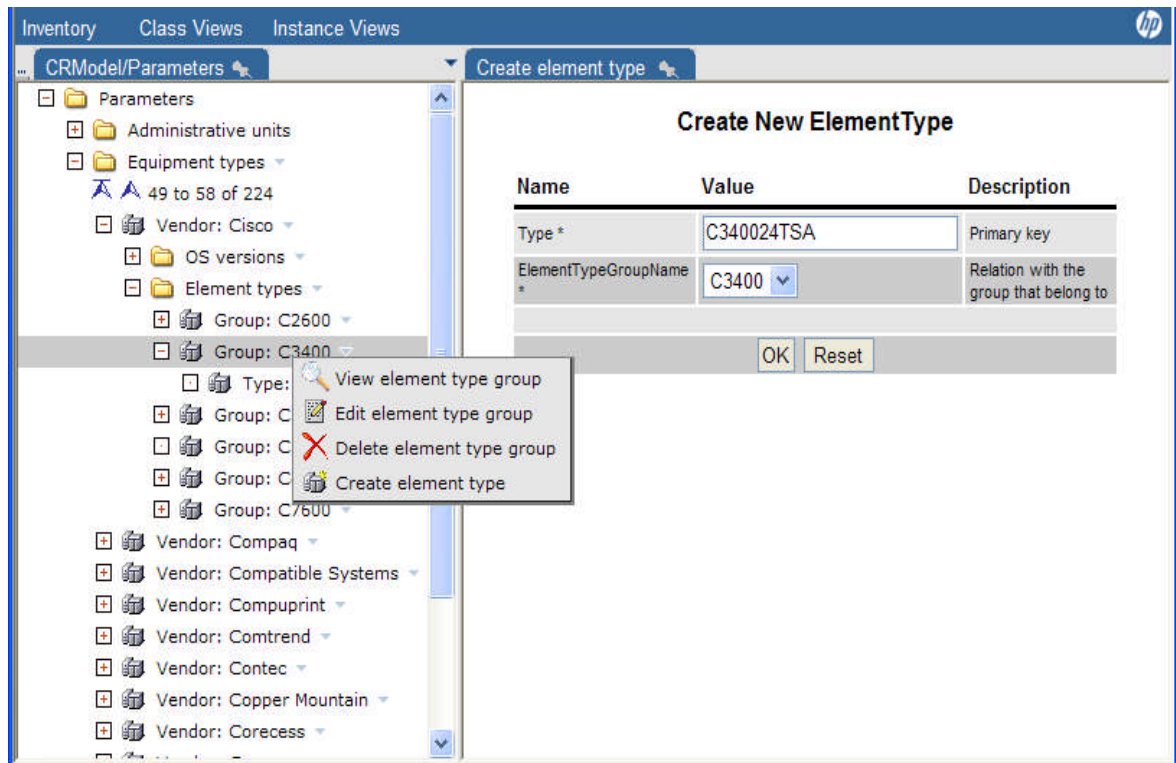 Inventory Class Views Instance Views
hp
... CRModel/Parameters
Create element type
Parameters
Administrative units
Equipment types
49 to 58 of 224
Vendor: Cisco
OS versions
Element types
Group: C2600
Group: C3400
Type:
Group: C
Group: C
Group: C
Group: C7600
Vendor: Compaq
Vendor: Compatible Systems
Vendor: Compuprint
Vendor: Comtrend
Vendor: Contec
Vendor: Copper Mountain
Vendor: Corecess
View element type group
Edit element type group
Delete element type group
Create element type
Create New ElementType
Name Value Description
Type * C340024TSA Primary key
ElementTypeGroupName
* C3400 Relation with the
group that belong to
OK Reset